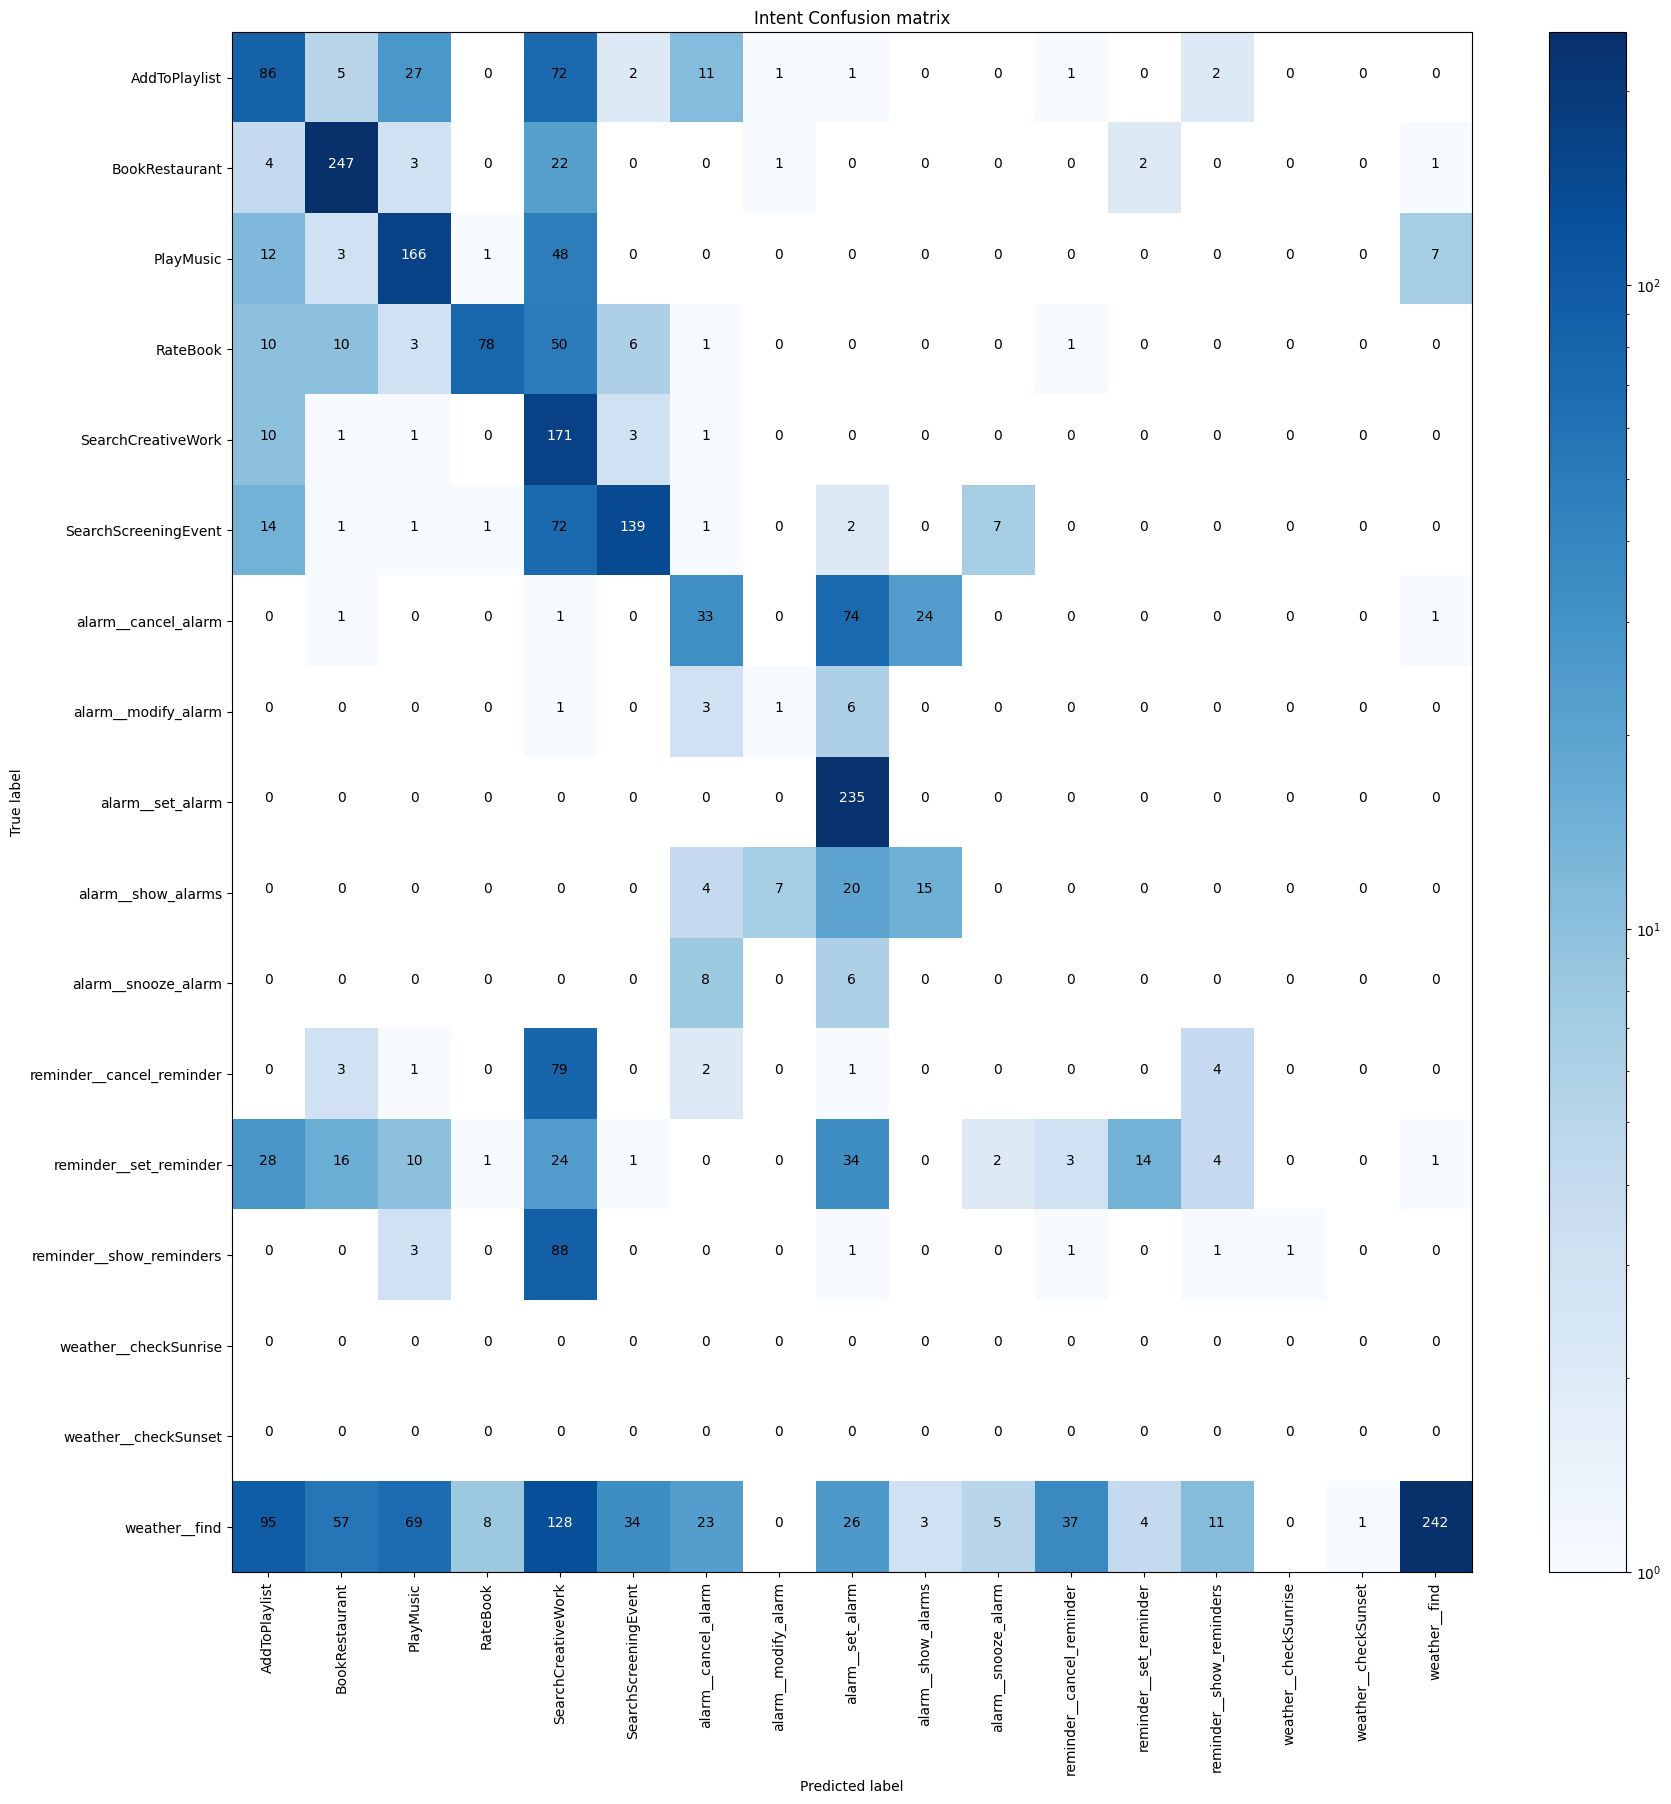 Intent Confusion matrix
AddToPlaylist 86 5 27 0 72 2 11 1 1 0 0 1 0 2 0 0 0
BookRestaurant 4 247 3 0 22 0 0 1 0 0 0 0 2 0 0 0 1
PlayMusic 12 3 166 1 48 0 0 0 0 0 0 0 0 0 0 0 7
RateBook 10 10 3 78 50 6 1 0 0 0 0 1 0 0 0 0 0
SearchCreativeWork 10 1 1 0 171 3 1 0 0 0 0 0 0 0 0 0 0
SearchScreeningEvent 14 1 1 1 72 139 1 0 2 0 7 0 0 0 0 0 0
alarm__cancel_alarm 0 1 0 0 1 0 33 0 74 24 0 0 0 0 0 0 1
alarm__modify_alarm 0 0 0 0 1 0 3 1 6 0 0 0 0 0 0 0 0
alarm__set_alarm 0 0 0 0 0 0 0 0 235 0 0 0 0 0 0 0 0
alarm__show_alarms 0 0 0 0 0 0 4 7 20 15 0 0 0 0 0 0 0
alarm__snooze_alarm 0 0 0 0 0 0 8 0 6 0 0 0 0 0 0 0 0
reminder__cancel_reminder 0 3 1 0 79 0 2 0 1 0 0 0 0 4 0 0 0
reminder__set_reminder 28 16 10 1 24 1 0 0 34 0 2 3 14 4 0 0 1
reminder__show_reminders 0 0 3 0 88 0 0 0 1 0 0 1 0 1 1 0 0
weather__checkSunrise 0 0 0 0 0 0 0 0 0 0 0 0 0 0 0 0 0
weather__checkSunset 0 0 0 0 0 0 0 0 0 0 0 0 0 0 0 0 0
weather__find 95 57 69 8 128 34 23 0 26 3 5 37 4 11 0 1 242
True label
AddToPlaylist
BookRestaurant
PlayMusic
RateBook
SearchCreativeWork
SearchScreeningEvent
alarm__cancel_alarm
alarm__modify_alarm
alarm__set_alarm
alarm__show_alarms
alarm__snooze_alarm
reminder__cancel_reminder
reminder__set_reminder
reminder__show_reminders
weather__checkSunrise
weather__checkSunset
weather__find
Predicted label
10²
10¹
10⁰